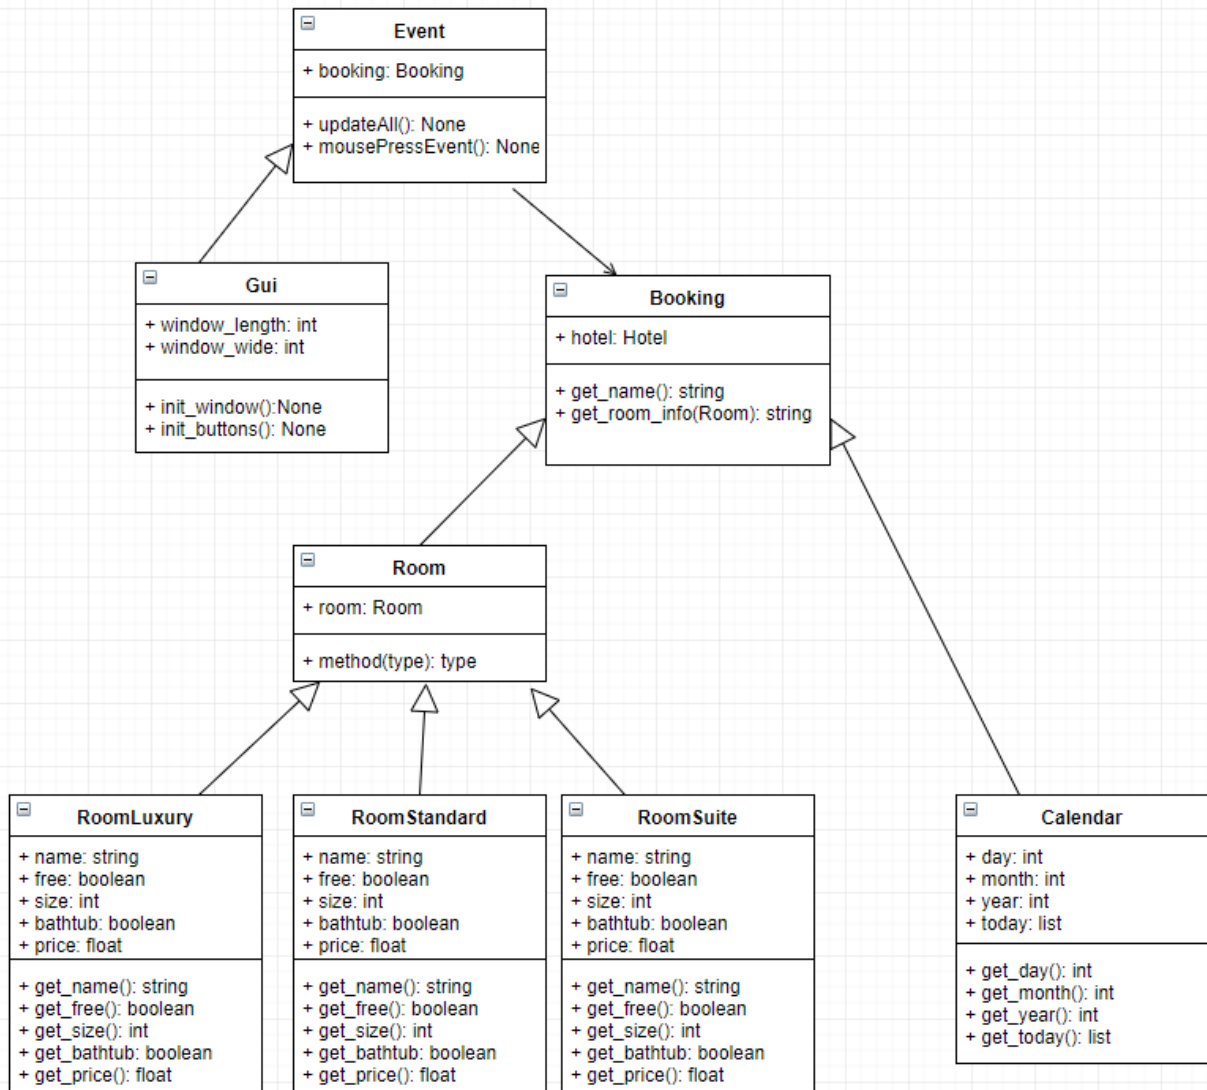 Event
+ booking: Booking
+ updateAll(): None
+ mousePressEvent(): None
Gui
+ window_length: int
+ window_wide: int
+ init_window():None
+ init_buttons(): None
Booking
+ hotel: Hotel
+ get_name(): string
+ get_room_info(Room): string
Room
+ room: Room
+ method(type): type
RoomLuxury
+ name: string
+ free: boolean
+ size: int
+ bathtub: boolean
+ price: float
+ get_name(): string
+ get_free(): boolean
+ get_size(): int
+ get_bathtub: boolean
+ get_price(): float
RoomStandard
+ name: string
+ free: boolean
+ size: int
+ bathtub: boolean
+ price: float
+ get_name(): string
+ get_free(): boolean
+ get_size(): int
+ get_bathtub: boolean
+ get_price(): float
RoomSuite
+ name: string
+ free: boolean
+ size: int
+ bathtub: boolean
+ price: float
+ get_name(): string
+ get_free(): boolean
+ get_size(): int
+ get_bathtub: boolean
+ get_price(): float
Calendar
+ day: int
+ month: int
+ year: int
+ today: list
+ get_day(): int
+ get_month(): int
+ get_year(): int
+ get_today(): list